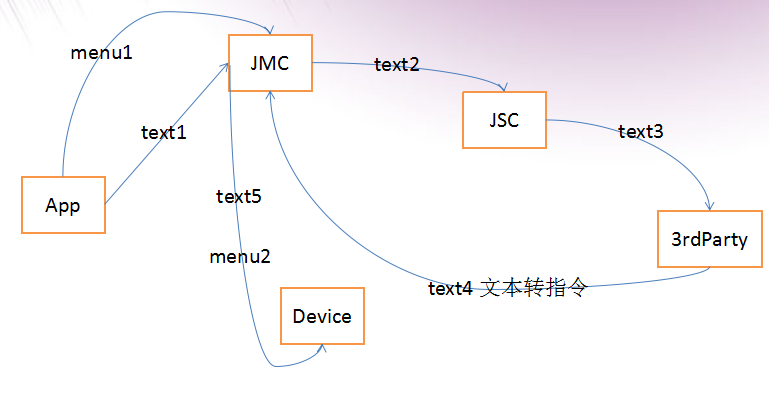 menu1
JMC
text2
JSC
text1
text3
App
text5
3rdParty
menu2
text4 文本转指令
Device